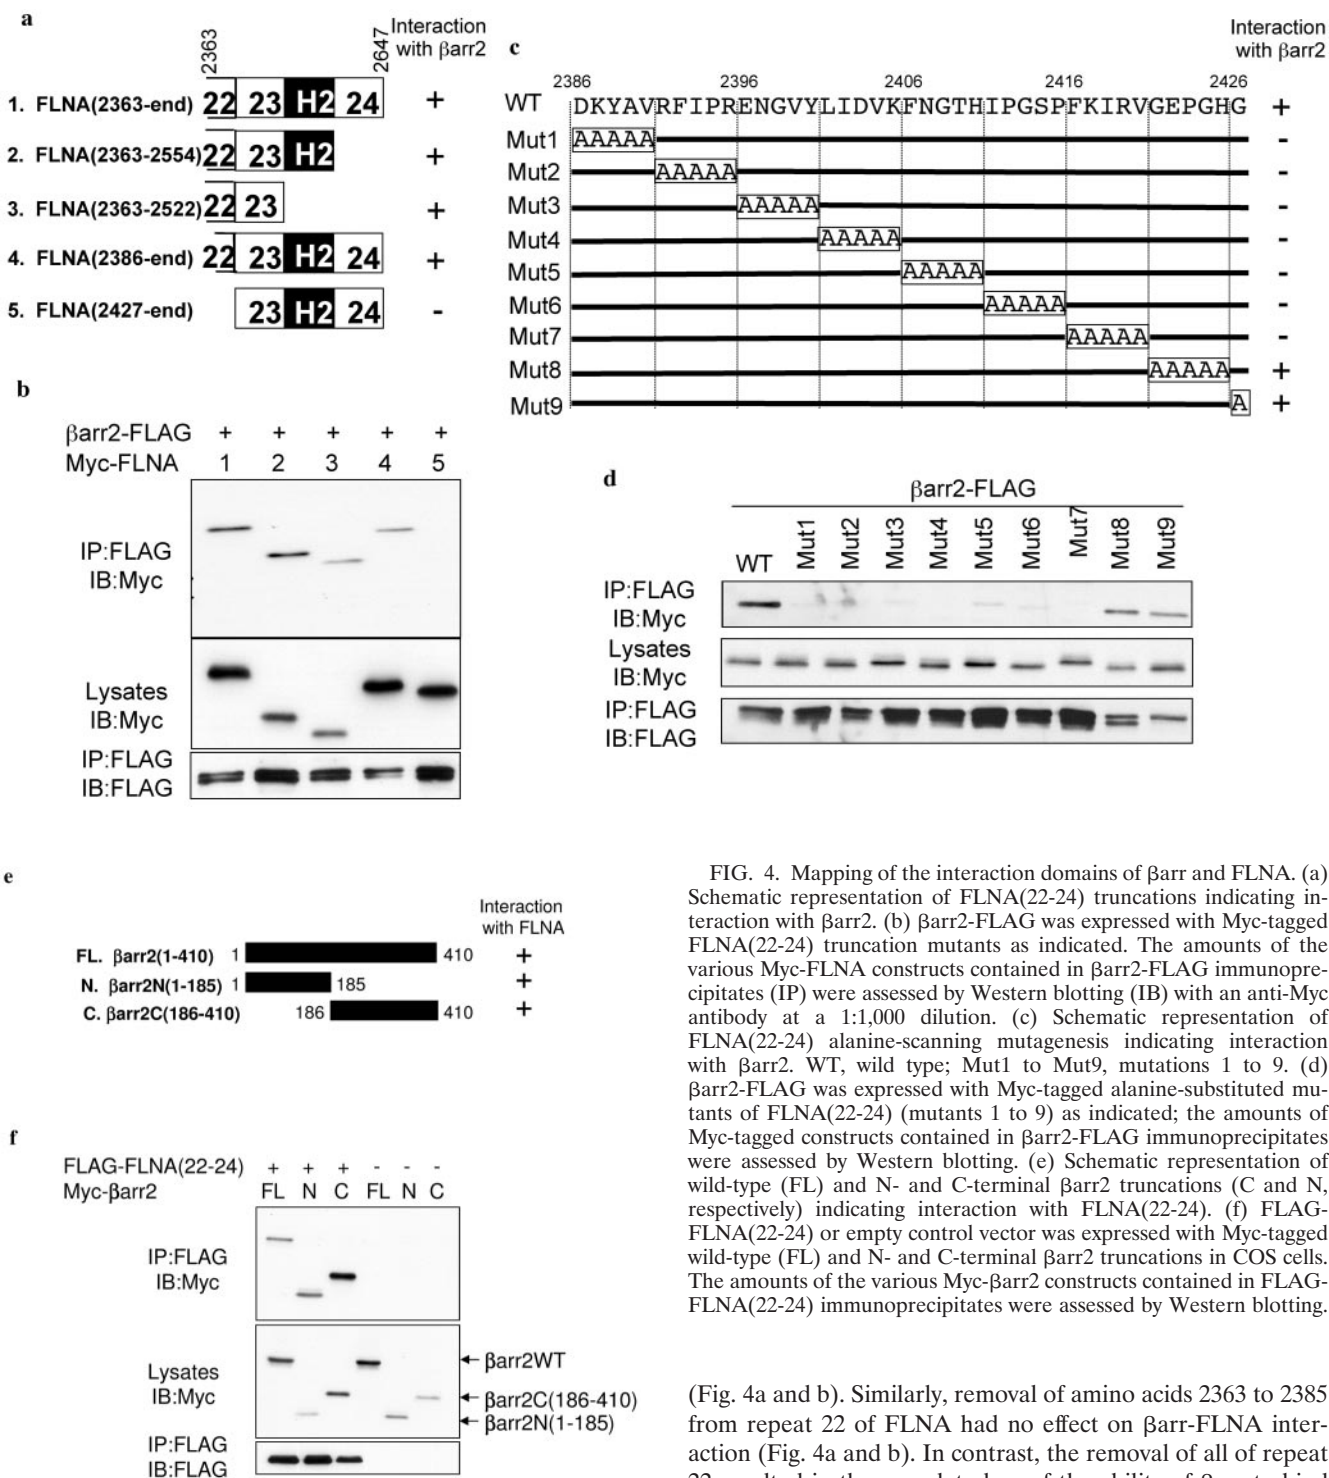 a
2363
2647
Interaction
with βarr2
1. FLNA(2363-end) 22 23 H2 24 +
2. FLNA(2363-2554) 22 23 H2 +
3. FLNA(2363-2522) 22 23 +
4. FLNA(2386-end) 22 23 H2 24 +
5. FLNA(2427-end) 23 H2 24 -
b
βarr2-FLAG + + + + +
Myc-FLNA 1 2 3 4 5
IP:FLAG
IB:Myc
Lysates
IB:Myc
IP:FLAG
IB:FLAG
c
Interaction
with βarr2
2386 2396 2406 2416 2426
WT DKYAVRFIPRENGVYLIDVKFNGTHIPGSPFKIRVGEPGHG +
Mut1 AAAAA -
Mut2 AAAAA -
Mut3 AAAAA -
Mut4 AAAAA -
Mut5 AAAAA -
Mut6 AAAAA -
Mut7 AAAAA -
Mut8 AAAAA +
Mut9 A +
d
βarr2-FLAG
WT Mut1 Mut2 Mut3 Mut4 Mut5 Mut6 Mut7 Mut8 Mut9
IP:FLAG
IB:Myc
Lysates
IB:Myc
IP:FLAG
IB:FLAG
e
Interaction
with FLNA
FL. βarr2(1-410) 1 410 +
N. βarr2N(1-185) 1 185 +
C. βarr2C(186-410) 186 410 +
f
FLAG-FLNA(22-24) + + + - - -
Myc-βarr2 FL N C FL N C
IP:FLAG
IB:Myc
Lysates
IB:Myc
βarr2WT
βarr2C(186-410)
βarr2N(1-185)
IP:FLAG
IB:FLAG
FIG. 4. Mapping of the interaction domains of βarr and FLNA. (a)
Schematic representation of FLNA(22-24) truncations indicating in-
teraction with βarr2. (b) βarr2-FLAG was expressed with Myc-tagged
FLNA(22-24) truncation mutants as indicated. The amounts of the
various Myc-FLNA constructs contained in βarr2-FLAG immunopre-
cipitates (IP) were assessed by Western blotting (IB) with an anti-Myc
antibody at a 1:1,000 dilution. (c) Schematic representation of
FLNA(22-24) alanine-scanning mutagenesis indicating interaction
with βarr2. WT, wild type; Mut1 to Mut9, mutations 1 to 9. (d)
βarr2-FLAG was expressed with Myc-tagged alanine-substituted mu-
tants of FLNA(22-24) (mutants 1 to 9) as indicated; the amounts of
Myc-tagged constructs contained in βarr2-FLAG immunoprecipitates
were assessed by Western blotting. (e) Schematic representation of
wild-type (FL) and N- and C-terminal βarr2 truncations (C and N,
respectively) indicating interaction with FLNA(22-24). (f) FLAG-
FLNA(22-24) or empty control vector was expressed with Myc-tagged
wild-type (FL) and N- and C-terminal βarr2 truncations in COS cells.
The amounts of the various Myc-βarr2 constructs contained in FLAG-
FLNA(22-24) immunoprecipitates were assessed by Western blotting.
(Fig. 4a and b). Similarly, removal of amino acids 2363 to 2385
from repeat 22 of FLNA had no effect on βarr-FLNA inter-
action (Fig. 4a and b). In contrast, the removal of all of repeat